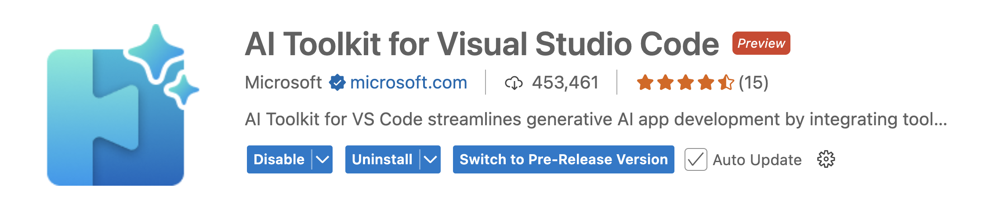 AI Toolkit for Visual Studio Code Preview
Microsoft microsoft.com 453,461 (15)
AI Toolkit for VS Code streamlines generative AI app development by integrating tool...
Disable Uninstall Switch to Pre-Release Version Auto Update